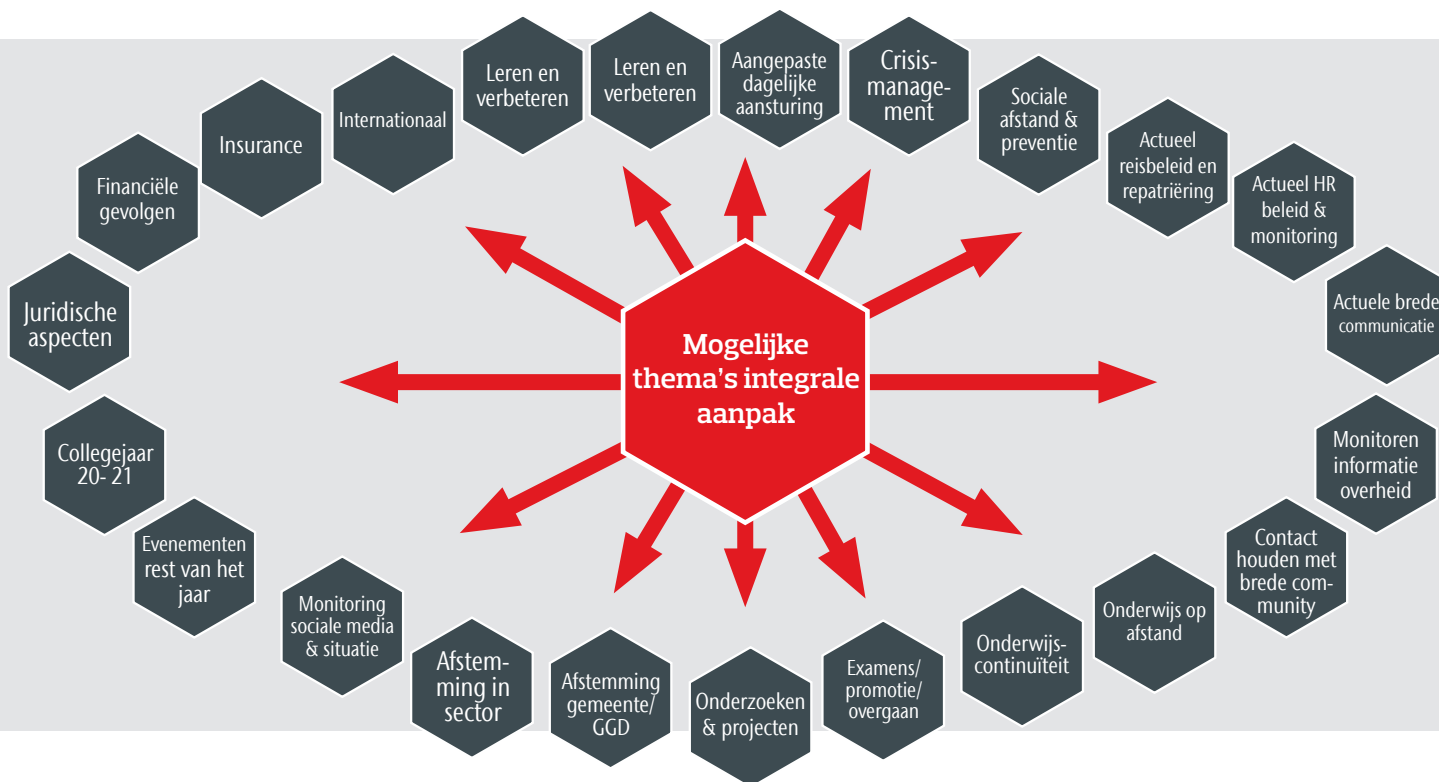 Leren en
verbeteren
Leren en
verbeteren
Aangepaste
dagelijke
aansturing
Crisis-
manage-
ment
Sociale
afstand &
preventie
Actueel
reisbeleid en
repatriëring
Actueel HR
beleid &
monitoring
Actuele brede
communicatie
Monitoren
informatie
overheid
Contact
houden met
brede com-
munity
Onderwijs op
afstand
Onderwijs-
continuïteit
Examens/
promotie/
overgaan
Onderzoeken
& projecten
Afstemming
gemeente/
GGD
Afstem-
ming in
sector
Monitoring
sociale media
& situatie
Evenementen
rest van het
jaar
Collegejaar
20- 21
Juridische
aspecten
Financiële
gevolgen
Insurance
Internationaal
Mogelijke
thema's integrale
aanpak